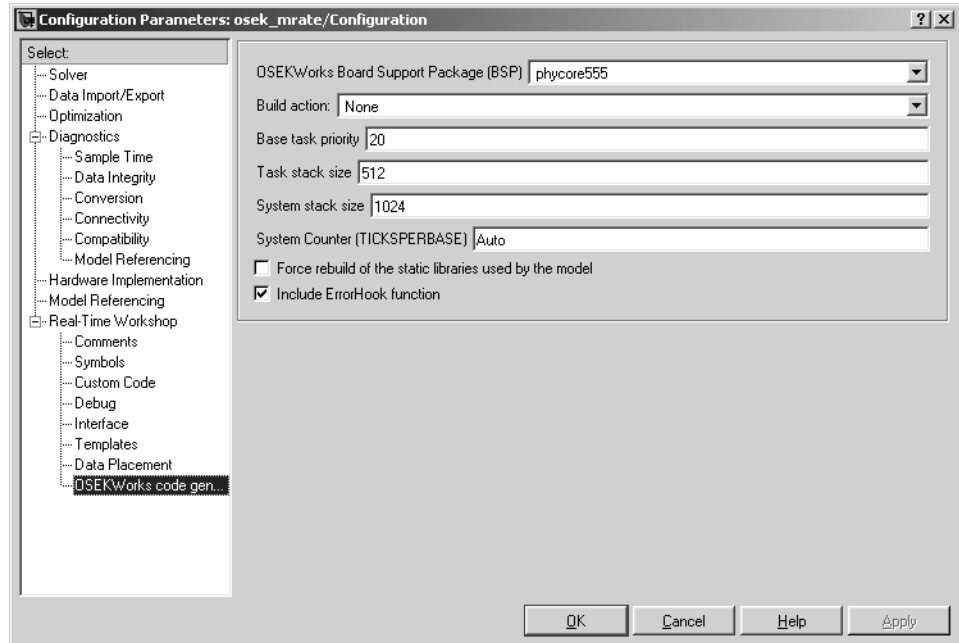 Configuration Parameters: osek_mrate/Configuration
Select:
Solver
Data Import/Export
Optimization
Diagnostics
Sample Time
Data Integrity
Conversion
Connectivity
Compatibility
Model Referencing
Hardware Implementation
Model Referencing
Real-Time Workshop
Comments
Symbols
Custom Code
Debug
Interface
Templates
Data Placement
OSEKWorks code gen...
OSEKWorks Board Support Package (BSP) phycore555
Build action: None
Base task priority 20
Task stack size 512
System stack size 1024
System Counter (TICKSPERBASE) Auto
Force rebuild of the static libraries used by the model
Include ErrorHook function
OK Cancel Help Apply